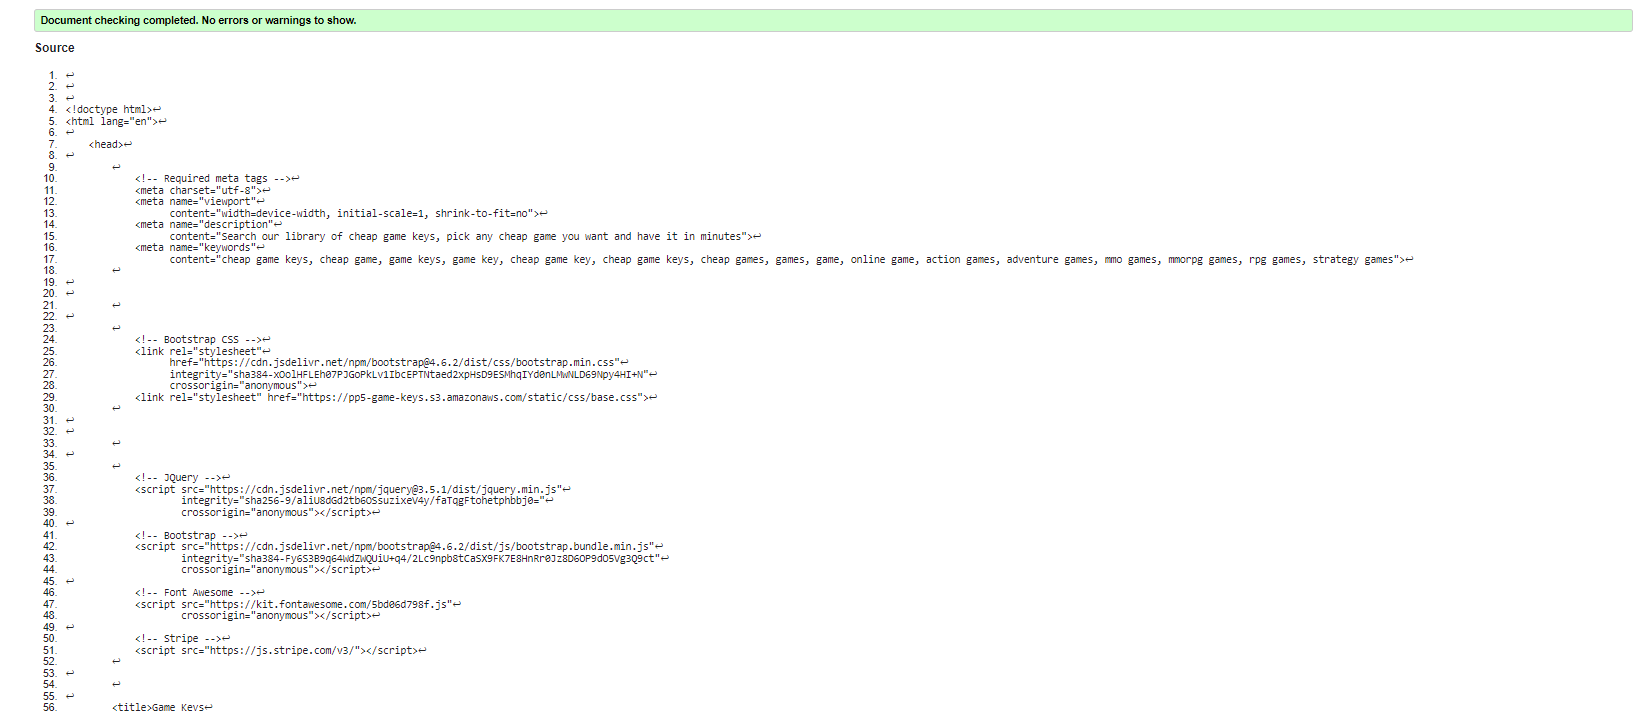 Document checking completed. No errors or warnings to show.
Source
1. ↩
2. ↩
3. ↩
4. <!doctype html>↩
5. <html lang="en">↩
6. ↩
7. <head>↩
8. ↩
9. ↩
10. <!-- Required meta tags -->↩
11. <meta charset="utf-8">↩
12. <meta name="viewport"↩
13. content="width=device-width, initial-scale=1, shrink-to-fit=no">↩
14. <meta name="description"↩
15. content="Search our library of cheap game keys, pick any cheap game you want and have it in minutes">↩
16. <meta name="keywords"↩
17. content="cheap game keys, cheap game, game keys, game key, cheap game key, cheap game keys, cheap games, games, game, online game, action games, adventure games, mmo games, mmorpg games, rpg games, strategy games">↩
18. ↩
19. ↩
20. ↩
21. ↩
22. ↩
23. ↩
24. <!-- Bootstrap CSS -->↩
25. <link rel="stylesheet"↩
26. href="https://cdn.jsdelivr.net/npm/bootstrap@4.6.2/dist/css/bootstrap.min.css"↩
27. integrity="sha384-xOolHFLEh07PJGoPkLv1IbcEPTNtaed2xpHsD9ESMhqIYd0nLMwNLD69Npy4HI+N"↩
28. crossorigin="anonymous">↩
29. <link rel="stylesheet" href="https://pp5-game-keys.s3.amazonaws.com/static/css/base.css">↩
30. ↩
31. ↩
32. ↩
33. ↩
34. ↩
35. ↩
36. <!-- JQuery -->↩
37. <script src="https://cdn.jsdelivr.net/npm/jquery@3.5.1/dist/jquery.min.js"↩
38. integrity="sha256-9/aliU8dGd2tb6OSsuzixeV4y/faTqgFtohetphbbj0="↩
39. crossorigin="anonymous"></script>↩
40. ↩
41. <!-- Bootstrap -->↩
42. <script src="https://cdn.jsdelivr.net/npm/bootstrap@4.6.2/dist/js/bootstrap.bundle.min.js"↩
43. integrity="sha384-Fy6S3B9q64WdZWQUiU+q4/2Lc9npb8tCaSX9FK7E8HnRr0Jz8D6OP9dO5Vg3Q9ct"↩
44. crossorigin="anonymous"></script>↩
45. ↩
46. <!-- Font Awesome -->↩
47. <script src="https://kit.fontawesome.com/5bd06d798f.js"↩
48. crossorigin="anonymous"></script>↩
49. ↩
50. <!-- Stripe -->↩
51. <script src="https://js.stripe.com/v3/"></script>↩
52. ↩
53. ↩
54. ↩
55. ↩
56. <title>Game Keys↩